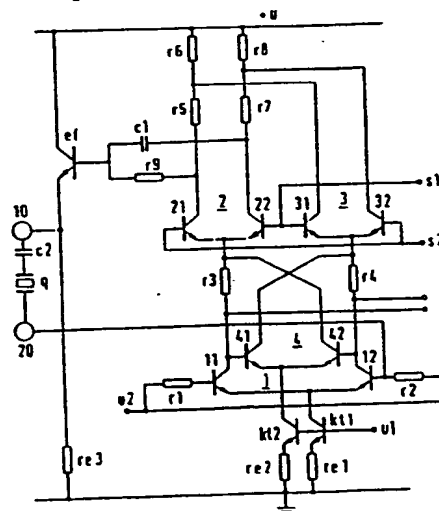 +u
r6
r8
r5
r7
ef
c1
r9
s1
10
21
2
22
31
3
32
c2
s2
q
r3
r4
20
41
4
42
11
1
12
r1
r2
u2
kt2
kt1
u1
re3
re2
re1